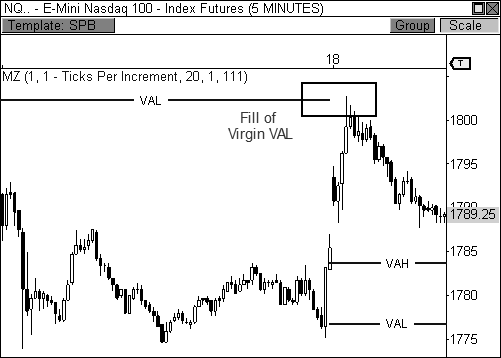 NQ.. - E-Mini Nasdaq 100 - Index Futures (5 MINUTES)
Template: SPB
Group
Scale
18
T
MZ (1, 1 - Ticks Per Increment, 20, 1, 111)
VAL
Fill of
Virgin VAL
1800
1795
1790
1789.25
1785
VAH
1780
VAL
1775